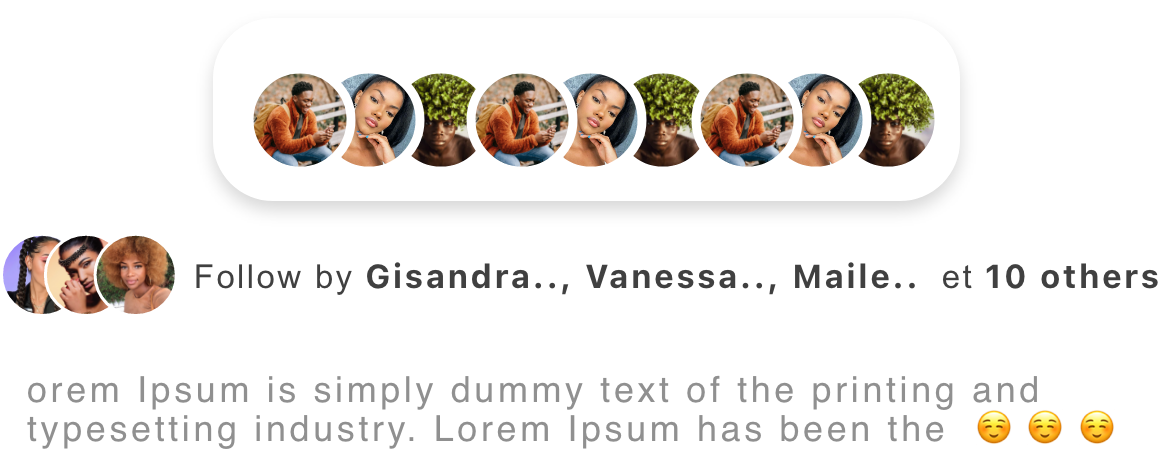 Follow by Gisandra.., Vanessa.., Maile.. et 10 others
orem Ipsum is simply dummy text of the printing and
typesetting industry. Lorem Ipsum has been the ☺️ ☺️ ☺️